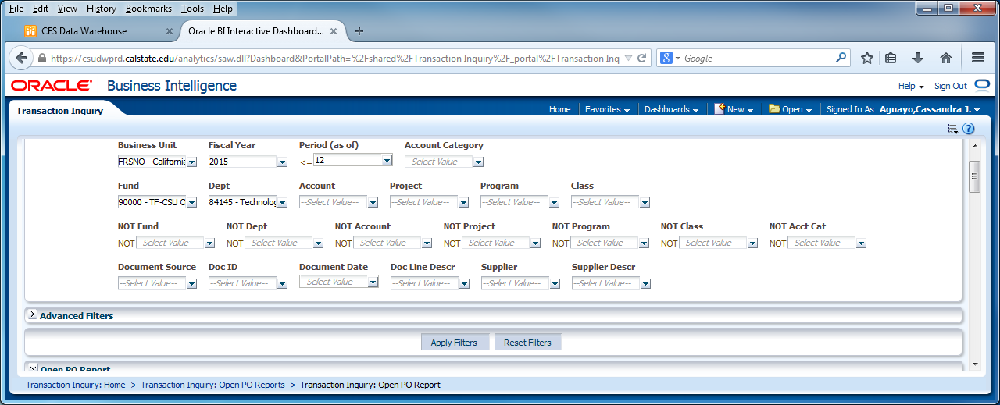 File Edit View History Bookmarks Tools Help
CFS Data Warehouse Oracle BI Interactive Dashboard...
https://csudwprd.calstate.edu/analytics/saw.dll?Dashboard&PortalPath=%2Fshared%2FTransaction Inquiry%2F_portal%2FTransaction Inq Google
ORACLE Business Intelligence Help Sign Out
Transaction Inquiry Home Favorites Dashboards New Open Signed In As Aguayo,Cassandra J.
Business Unit Fiscal Year Period (as of) Account Category
FRSNO - California 2015 <= 12 --Select Value--
Fund Dept Account Project Program Class
90000 - TF-CSU O 84145 - Technolog --Select Value-- --Select Value-- --Select Value-- --Select Value--
NOT Fund NOT Dept NOT Account NOT Project NOT Program NOT Class NOT Acct Cat
NOT --Select Value-- NOT --Select Value-- NOT --Select Value-- NOT --Select Value-- NOT --Select Value-- NOT --Select Value-- NOT --Select Value--
Document Source Doc ID Document Date Doc Line Descr Supplier Supplier Descr
--Select Value-- --Select Value-- --Select Value-- --Select Value-- --Select Value-- --Select Value--
Advanced Filters
Apply Filters Reset Filters
Open PO Report
Transaction Inquiry: Home > Transaction Inquiry: Open PO Reports > Transaction Inquiry: Open PO Report